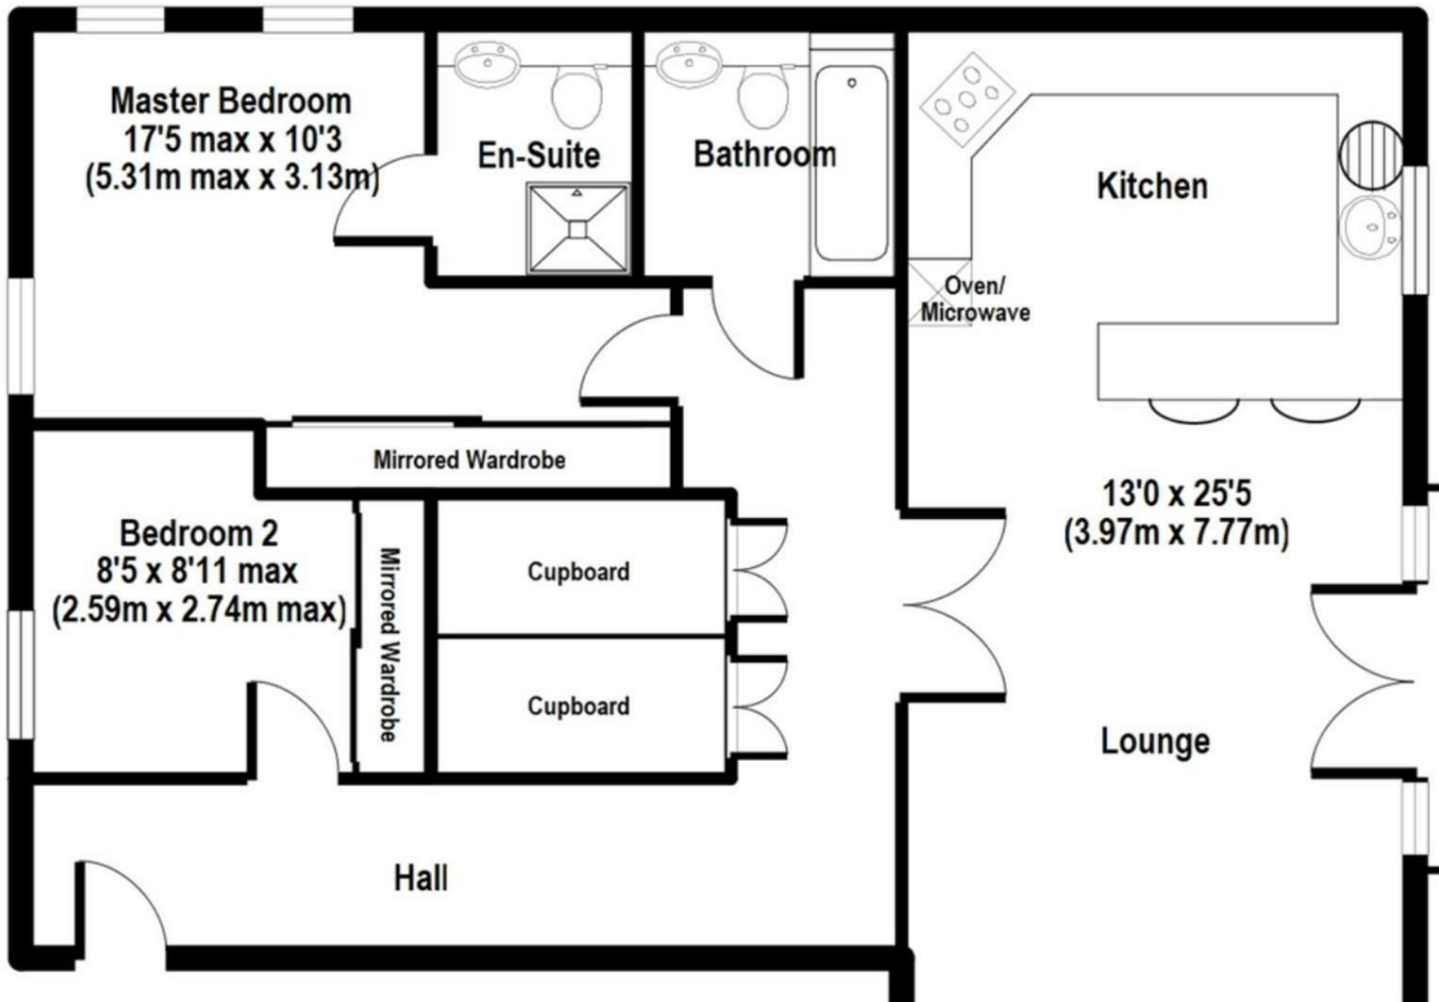 Master Bedroom
17'5 max x 10'3
(5.31m max x 3.13m)
En-Suite
Bathroom
Kitchen
Oven/
Microwave
Mirrored Wardrobe
13'0 x 25'5
(3.97m x 7.77m)
Bedroom 2
8'5 x 8'11 max
(2.59m x 2.74m max)
Mirrored Wardrobe
Cupboard
Cupboard
Lounge
Hall